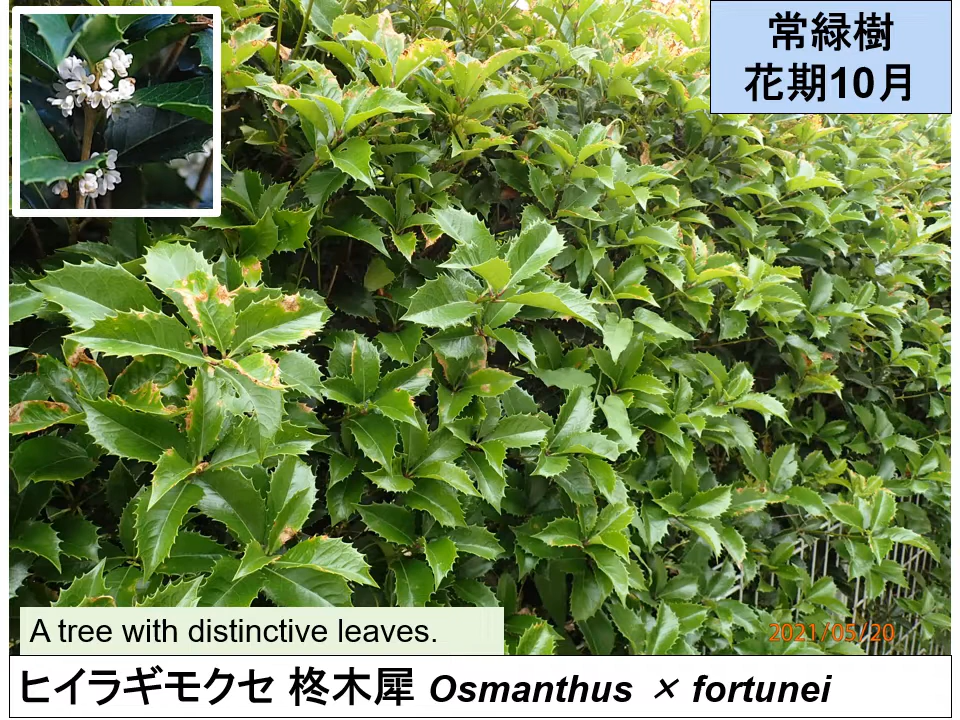 常緑樹
花期10月
A tree with distinctive leaves.
2021/05/20
ヒイラギモクセ 柊木犀 Osmanthus × fortunei